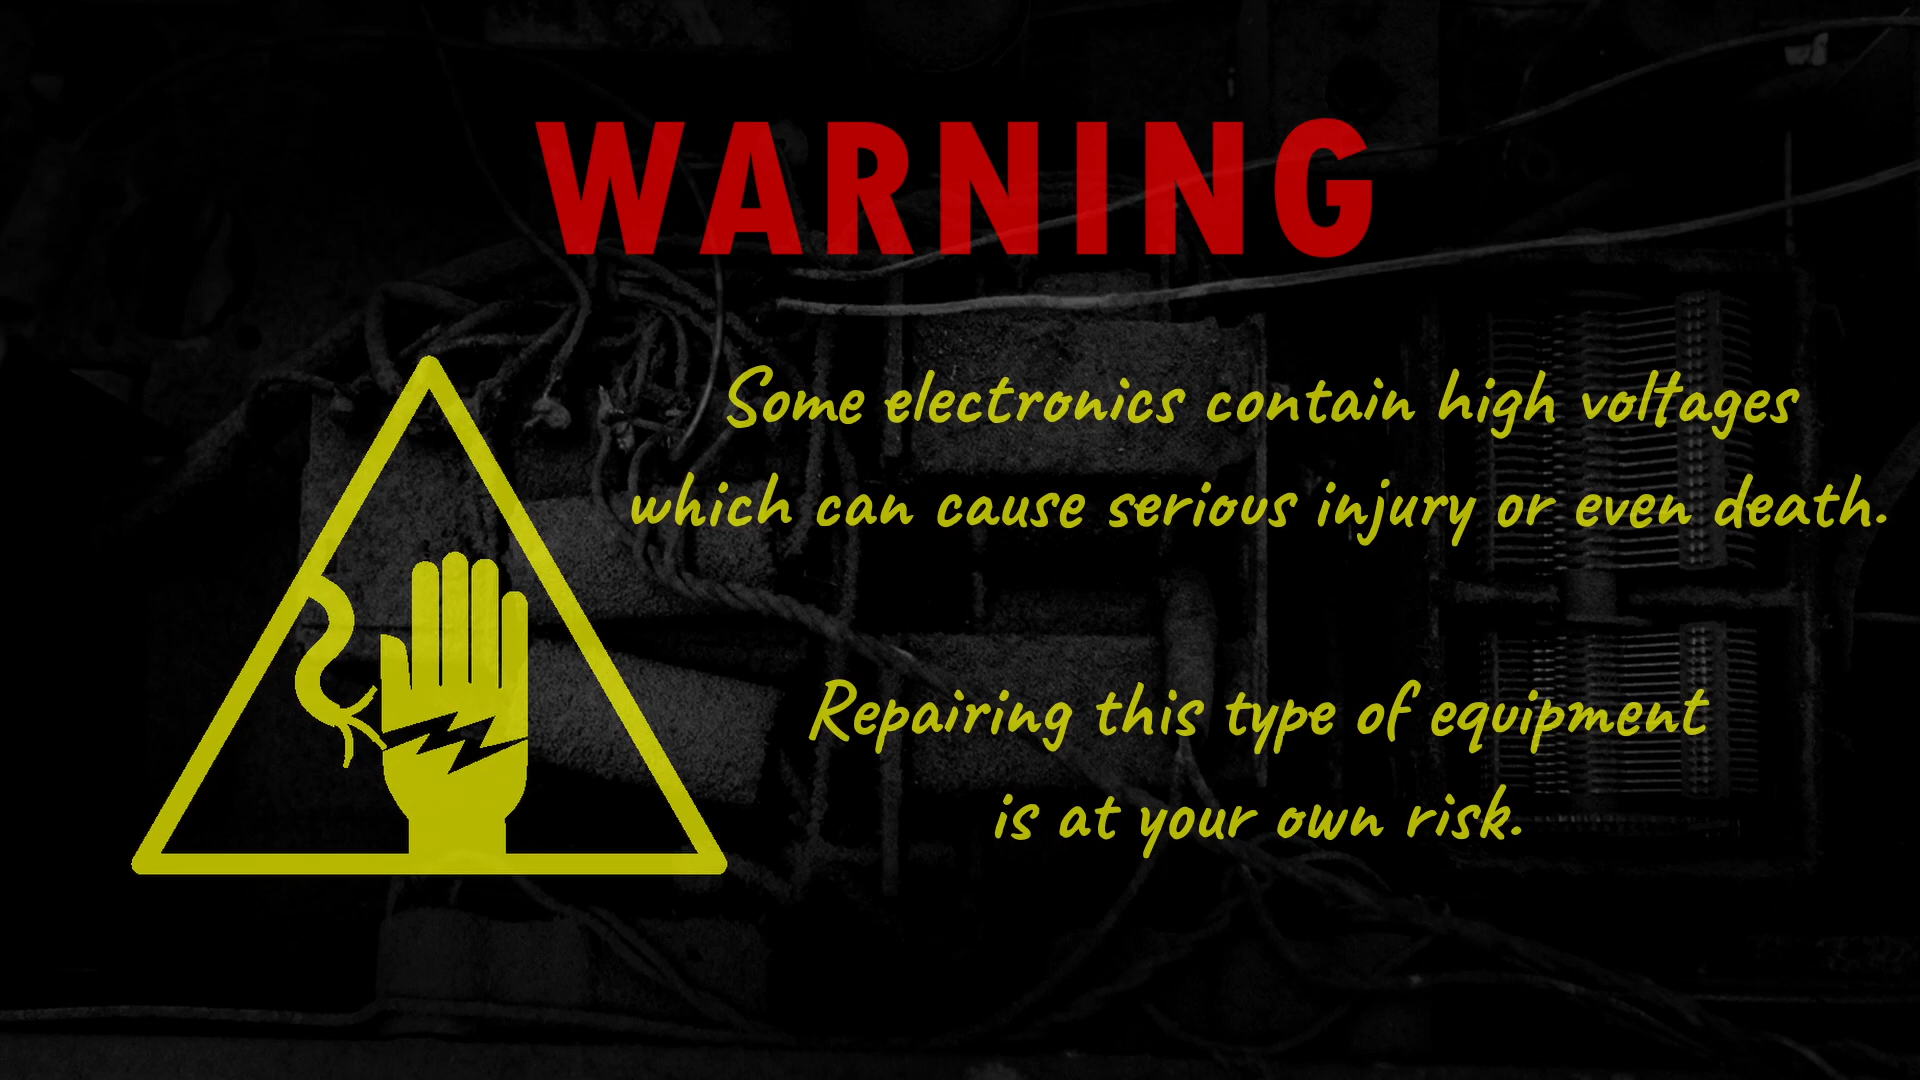 WARNING
Some electronics contain high voltages
which can cause serious injury or even death.
Repairing this type of equipment
is at your own risk.